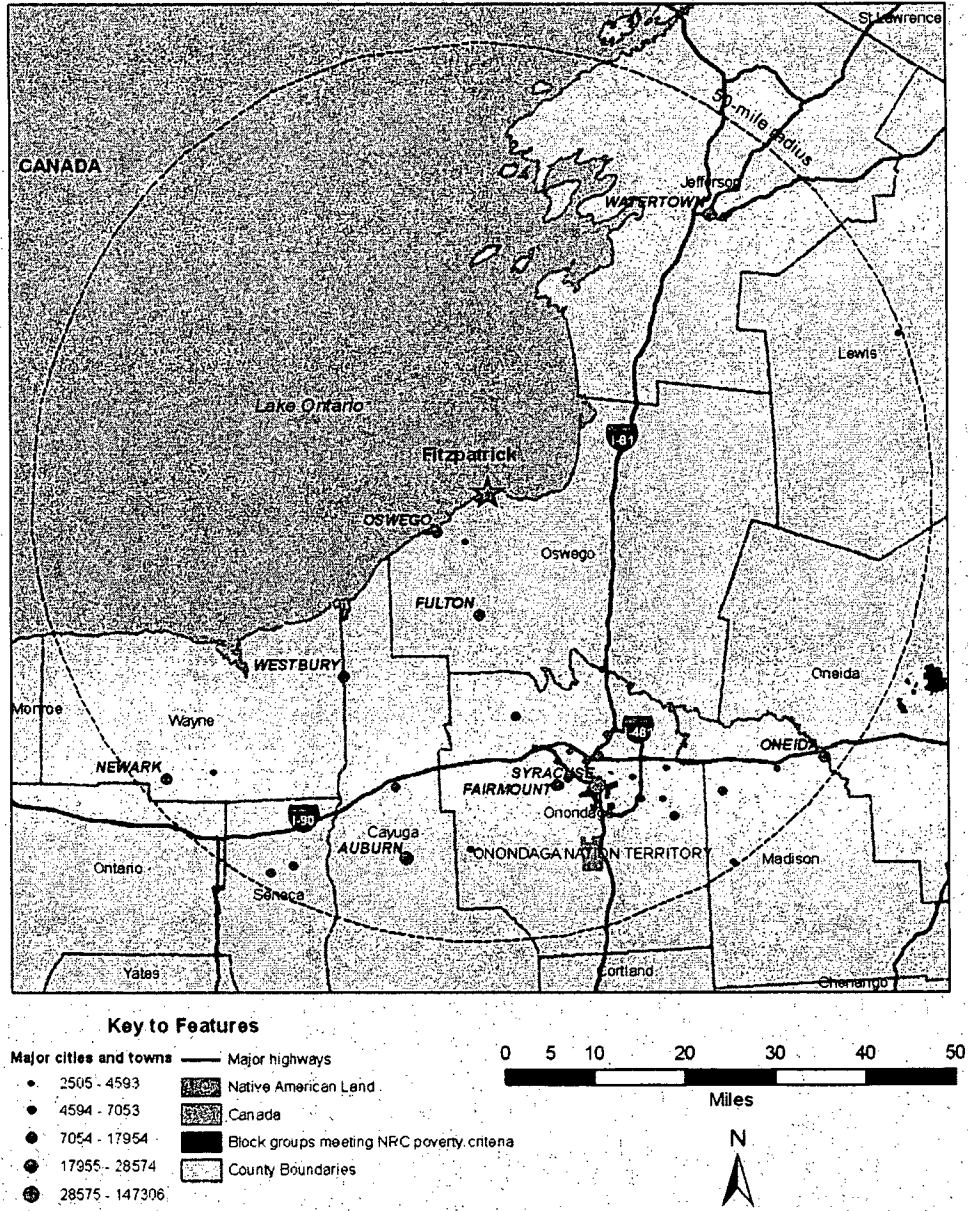 St Lawrence
50-mile radius
CANADA
Jefferson
WATERTOWN
Lewis
Lake Ontario
I-81
Fitzpatrick
OSWEGO
Oswego
FULTON
WESTBURY
Oneida
Monroe
Wayne
I-481
ONEIDA
NEWARK
SYRACUSE
FAIRMOUNT
I-90
Onondaga
Cayuga
AUBURN
ONONDAGA NATION TERRITORY
Madison
Ontario
Seneca
Yates
Cortland
Chenango
Key to Features
Major cities and towns
2505 - 4593
4594 - 7053
7054 - 17954
17955 - 28574
28575 - 147306
Major highways
Native American Land
Canada
Block groups meeting NRC poverty criteria
County Boundaries
0 5 10 20 30 40 50
Miles
N